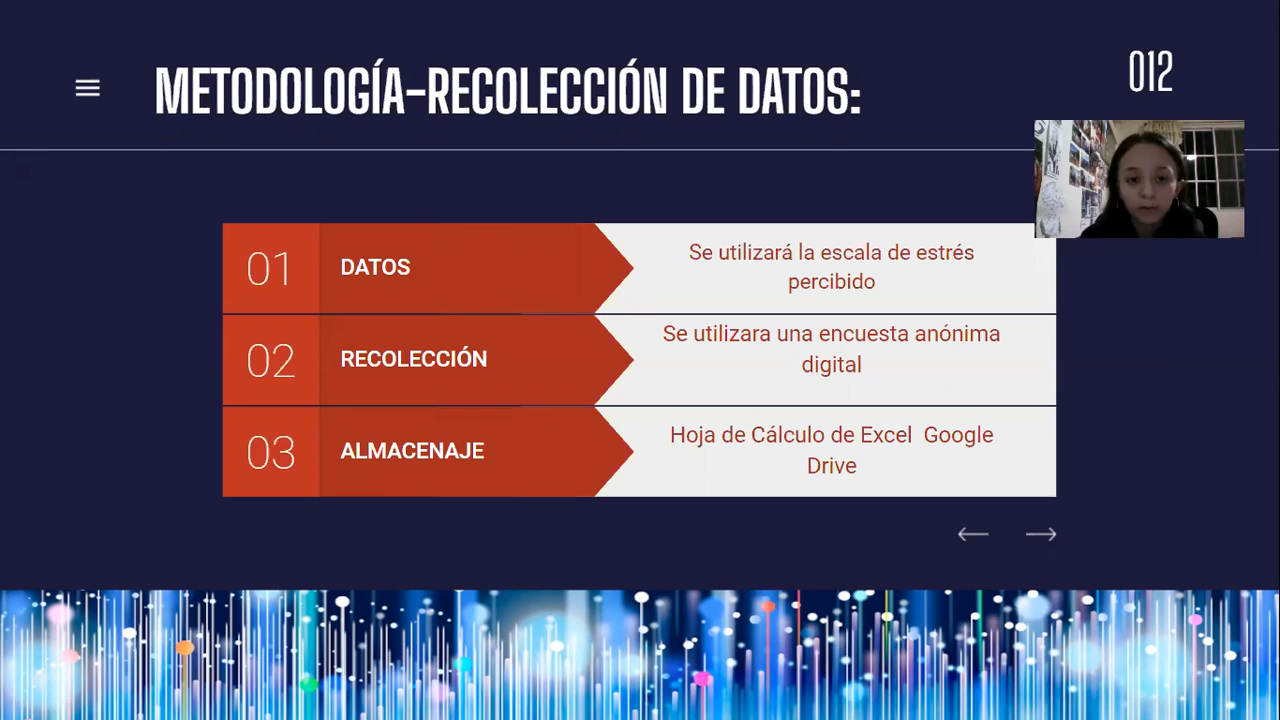 METODOLOGÍA-RECOLECCIÓN DE DATOS:
012
01
DATOS
Se utilizará la escala de estrés
percibido
02
RECOLECCIÓN
Se utilizara una encuesta anónima
digital
03
ALMACENAJE
Hoja de Cálculo de Excel  Google
Drive